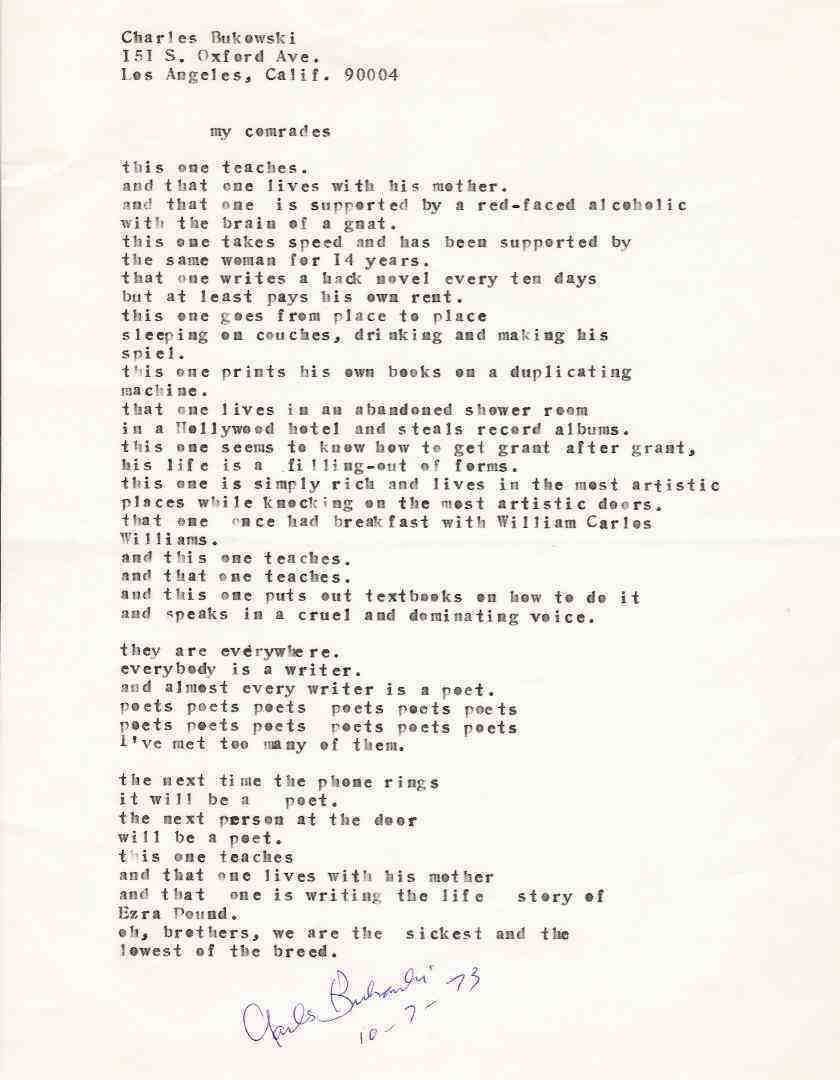 Charles Bukowski
151 S. Oxford Ave.
Los Angeles, Calif. 90004
my comrades
this one teaches.
and that one lives with his mother.
and that one is supported by a red-faced alcoholic
with the brain of a gnat.
this one takes speed and has been supported by
the same woman for 14 years.
that one writes a hack novel every ten days
but at least pays his own rent.
this one goes from place to place
sleeping on couches, drinking and making his
spiel.
this one prints his own books on a duplicating
machine.
that one lives in an abandoned shower room
in a Hollywood hotel and steals record albums.
this one seems to know how to get grant after grant,
his life is a filling-out of forms.
this one is simply rich and lives in the most artistic
places while knocking on the most artistic doors.
that one once had breakfast with William Carlos
Williams.
and this one teaches.
and that one teaches.
and this one puts out textbooks on how to do it
and speaks in a cruel and dominating voice.
they are everywhere.
everybody is a writer.
and almost every writer is a poet.
poets poets poets poets poets poets
poets poets poets poets poets poets
I've met too many of them.
the next time the phone rings
it will be a poet.
the next person at the door
will be a poet.
this one teaches
and that one lives with his mother
and that one is writing the life story of
Ezra Pound.
oh, brothers, we are the sickest and the
lowest of the breed.
Charles Bukowski
10-7-73